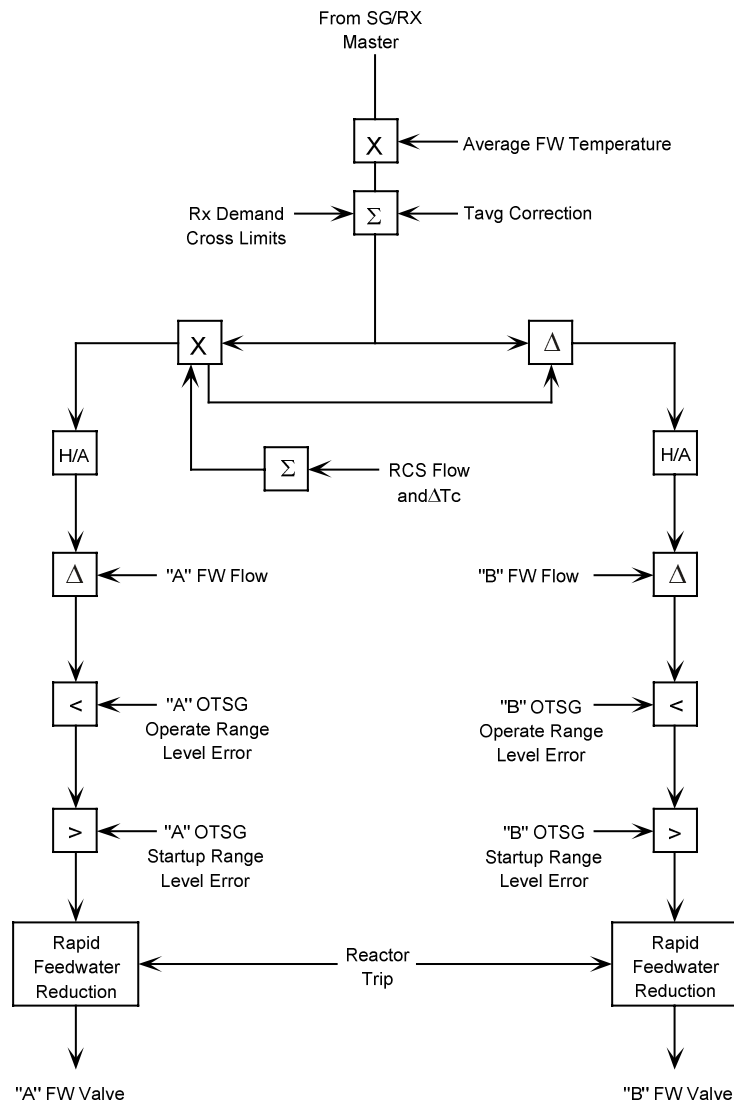 From SG/RX
Master
X
Average FW Temperature
Rx Demand
Cross Limits
Σ
Tavg Correction
X
Δ
H/A
Σ
RCS Flow
andΔTc
H/A
Δ
"A" FW Flow
"B" FW Flow
Δ
<
"A" OTSG
Operate Range
Level Error
"B" OTSG
Operate Range
Level Error
<
>
"A" OTSG
Startup Range
Level Error
"B" OTSG
Startup Range
Level Error
>
Rapid
Feedwater
Reduction
Reactor
Trip
Rapid
Feedwater
Reduction
"A" FW Valve
"B" FW Valve